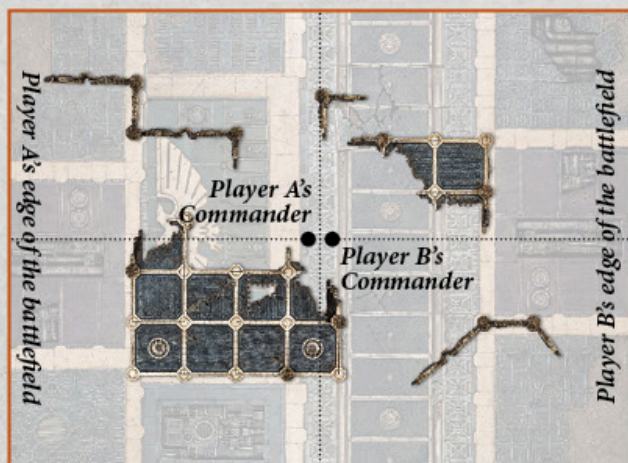 Player A's edge of the battlefield
Player A's
Commander
Player B's
Commander
Player B's edge of the battlefield